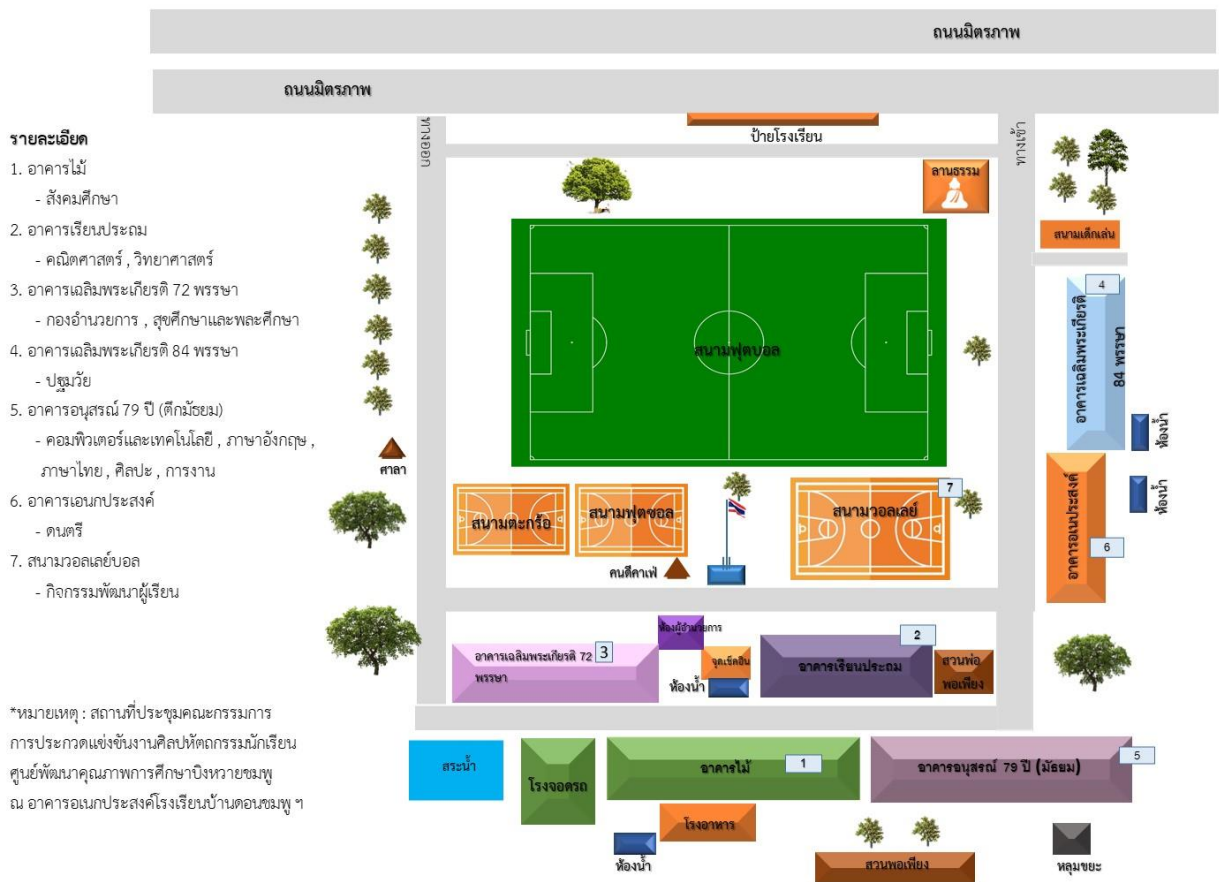 ถนนมิตรภาพ
ถนนมิตรภาพ
ทางออก
ป้ายโรงเรียน
ทางเข้า
รายละเอียด
1. อาคารไม้
- สังคมศึกษา
2. อาคารเรียนประถม
- คณิตศาสตร์ , วิทยาศาสตร์
3. อาคารเฉลิมพระเกียรติ 72 พรรษา
- กองอำนวยการ , สุขศึกษาและพละศึกษา
4. อาคารเฉลิมพระเกียรติ 84 พรรษา
- ปฐมวัย
5. อาคารอนุสรณ์ 79 ปี (ตึกมัธยม)
- คอมพิวเตอร์และเทคโนโลยี , ภาษาอังกฤษ ,
ภาษาไทย , ศิลปะ , การงาน
6. อาคารเอนกประสงค์
- ดนตรี
7. สนามวอลเลย์บอล
- กิจกรรมพัฒนาผู้เรียน
*หมายเหตุ : สถานที่ประชุมคณะกรรมการ
การประกวดแข่งขันงานศิลปหัตถกรรมนักเรียน
ศูนย์พัฒนาคุณภาพการศึกษาบิงหวายชมพู
ณ อาคารอเนกประสงค์โรงเรียนบ้านดอนชมพู ฯ
ลานธรรม
สนามเด็กเล่น
4
อาคารเฉลิมพระเกียรติ
84 พรรษา
สนามฟุตบอล
ห้องน้ำ
ศาลา
ห้องน้ำ
7
สนามตะกร้อ
สนามฟุตซอล
สนามวอลเลย์
อาคารอเนประสงค์
6
คนดีคาเฟ่
ห้องผู้อำนวยการ
2
อาคารเฉลิมพระเกียรติ 72
พรรษา
3
จุดเช็คอิน
ห้องน้ำ
อาคารเรียนประถม
สวนพ่อ
พอเพียง
สระน้ำ
โรงจอดรถ
อาคารไม้
1
อาคารอนุสรณ์ 79 ปี (มัธยม)
5
โรงอาหาร
ห้องน้ำ
สวนพอเพียง
หลุมขยะ